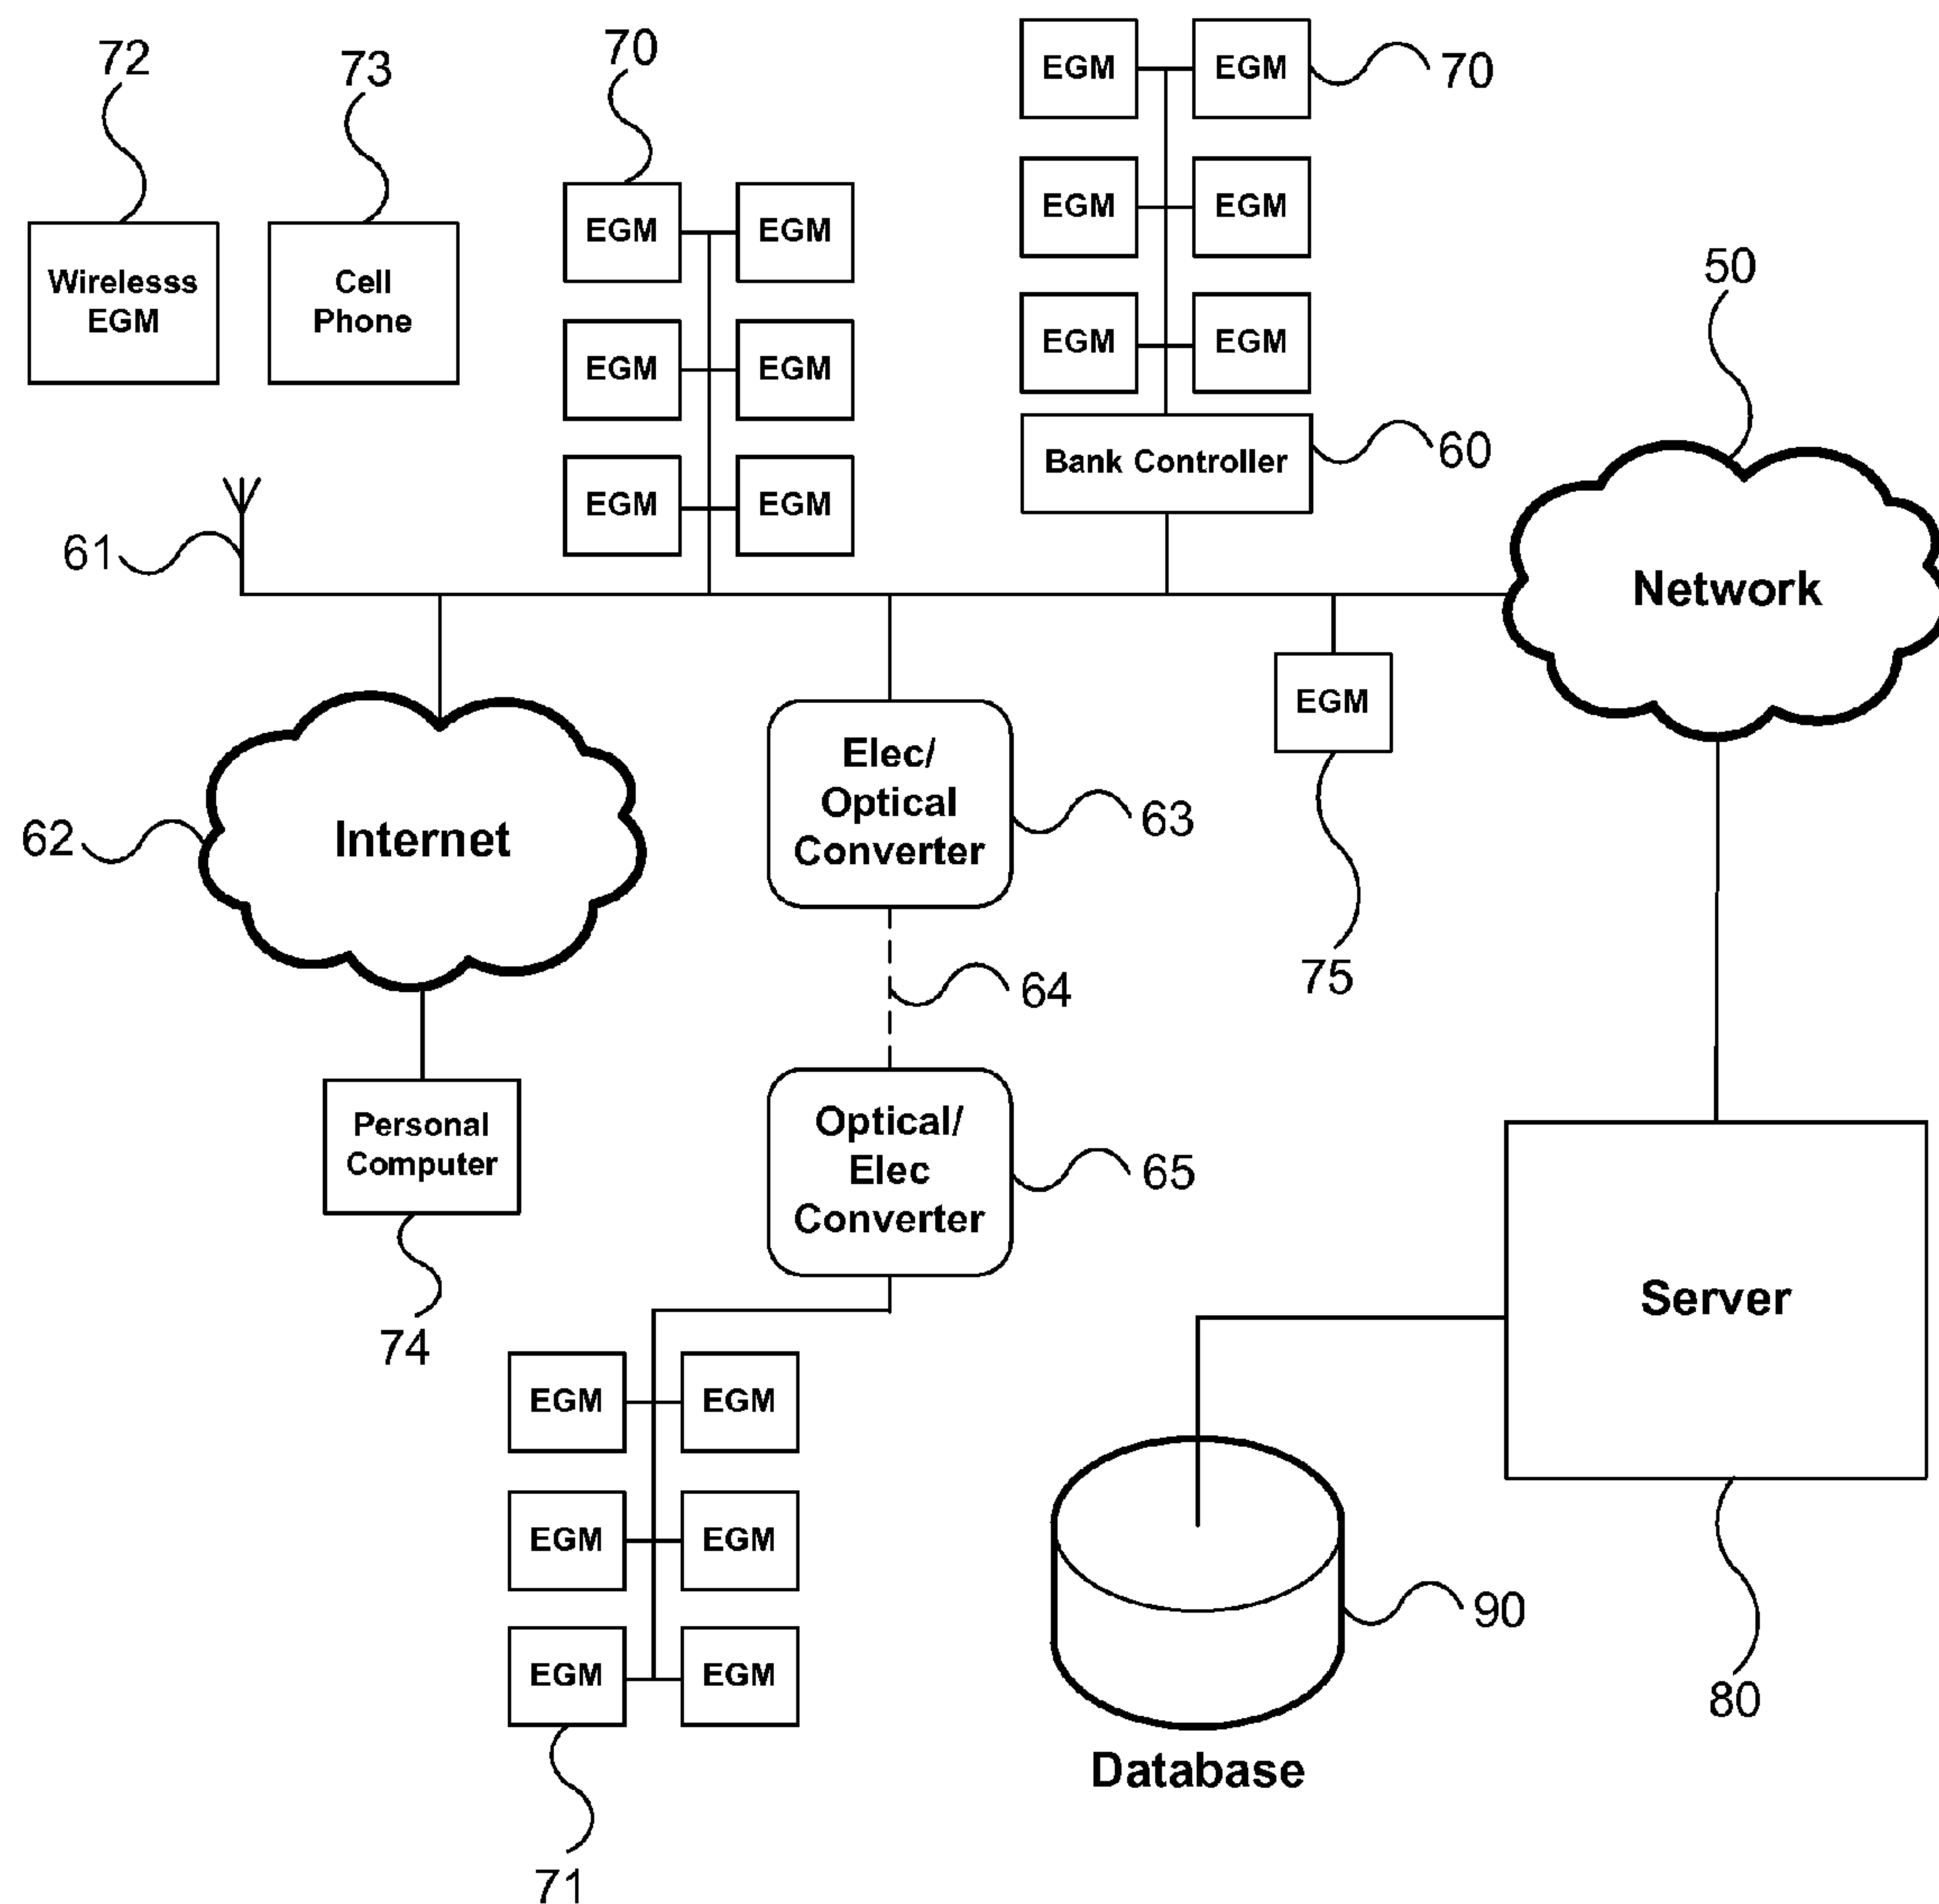 72
73
70
EGM EGM
70
Wirelesss
EGM
Cell
Phone
EGM EGM
EGM EGM
50
EGM EGM
EGM EGM
Bank Controller
60
EGM EGM
61
Network
EGM
Elec/
Optical
Converter
63
62
Internet
75
64
Personal
Computer
Optical/
Elec
Converter
65
74
Server
EGM EGM
EGM EGM
90
EGM EGM
80
Database
71